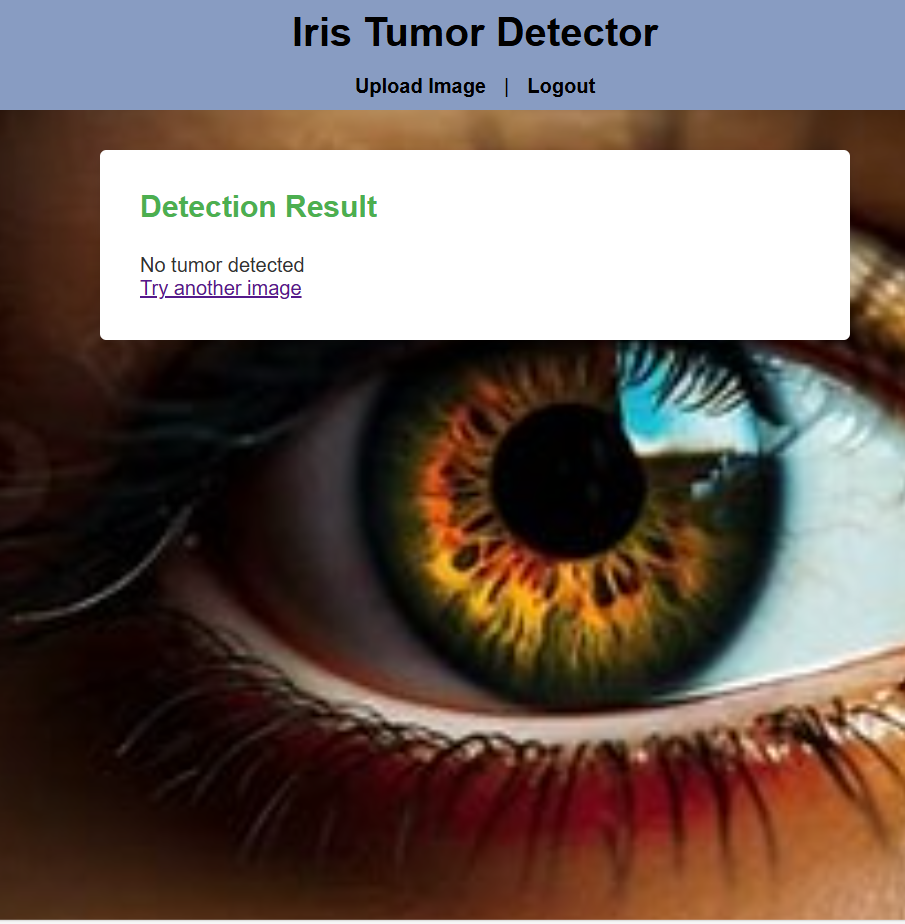 Iris Tumor Detector
Upload Image | Logout
Detection Result
No tumor detected
Try another image